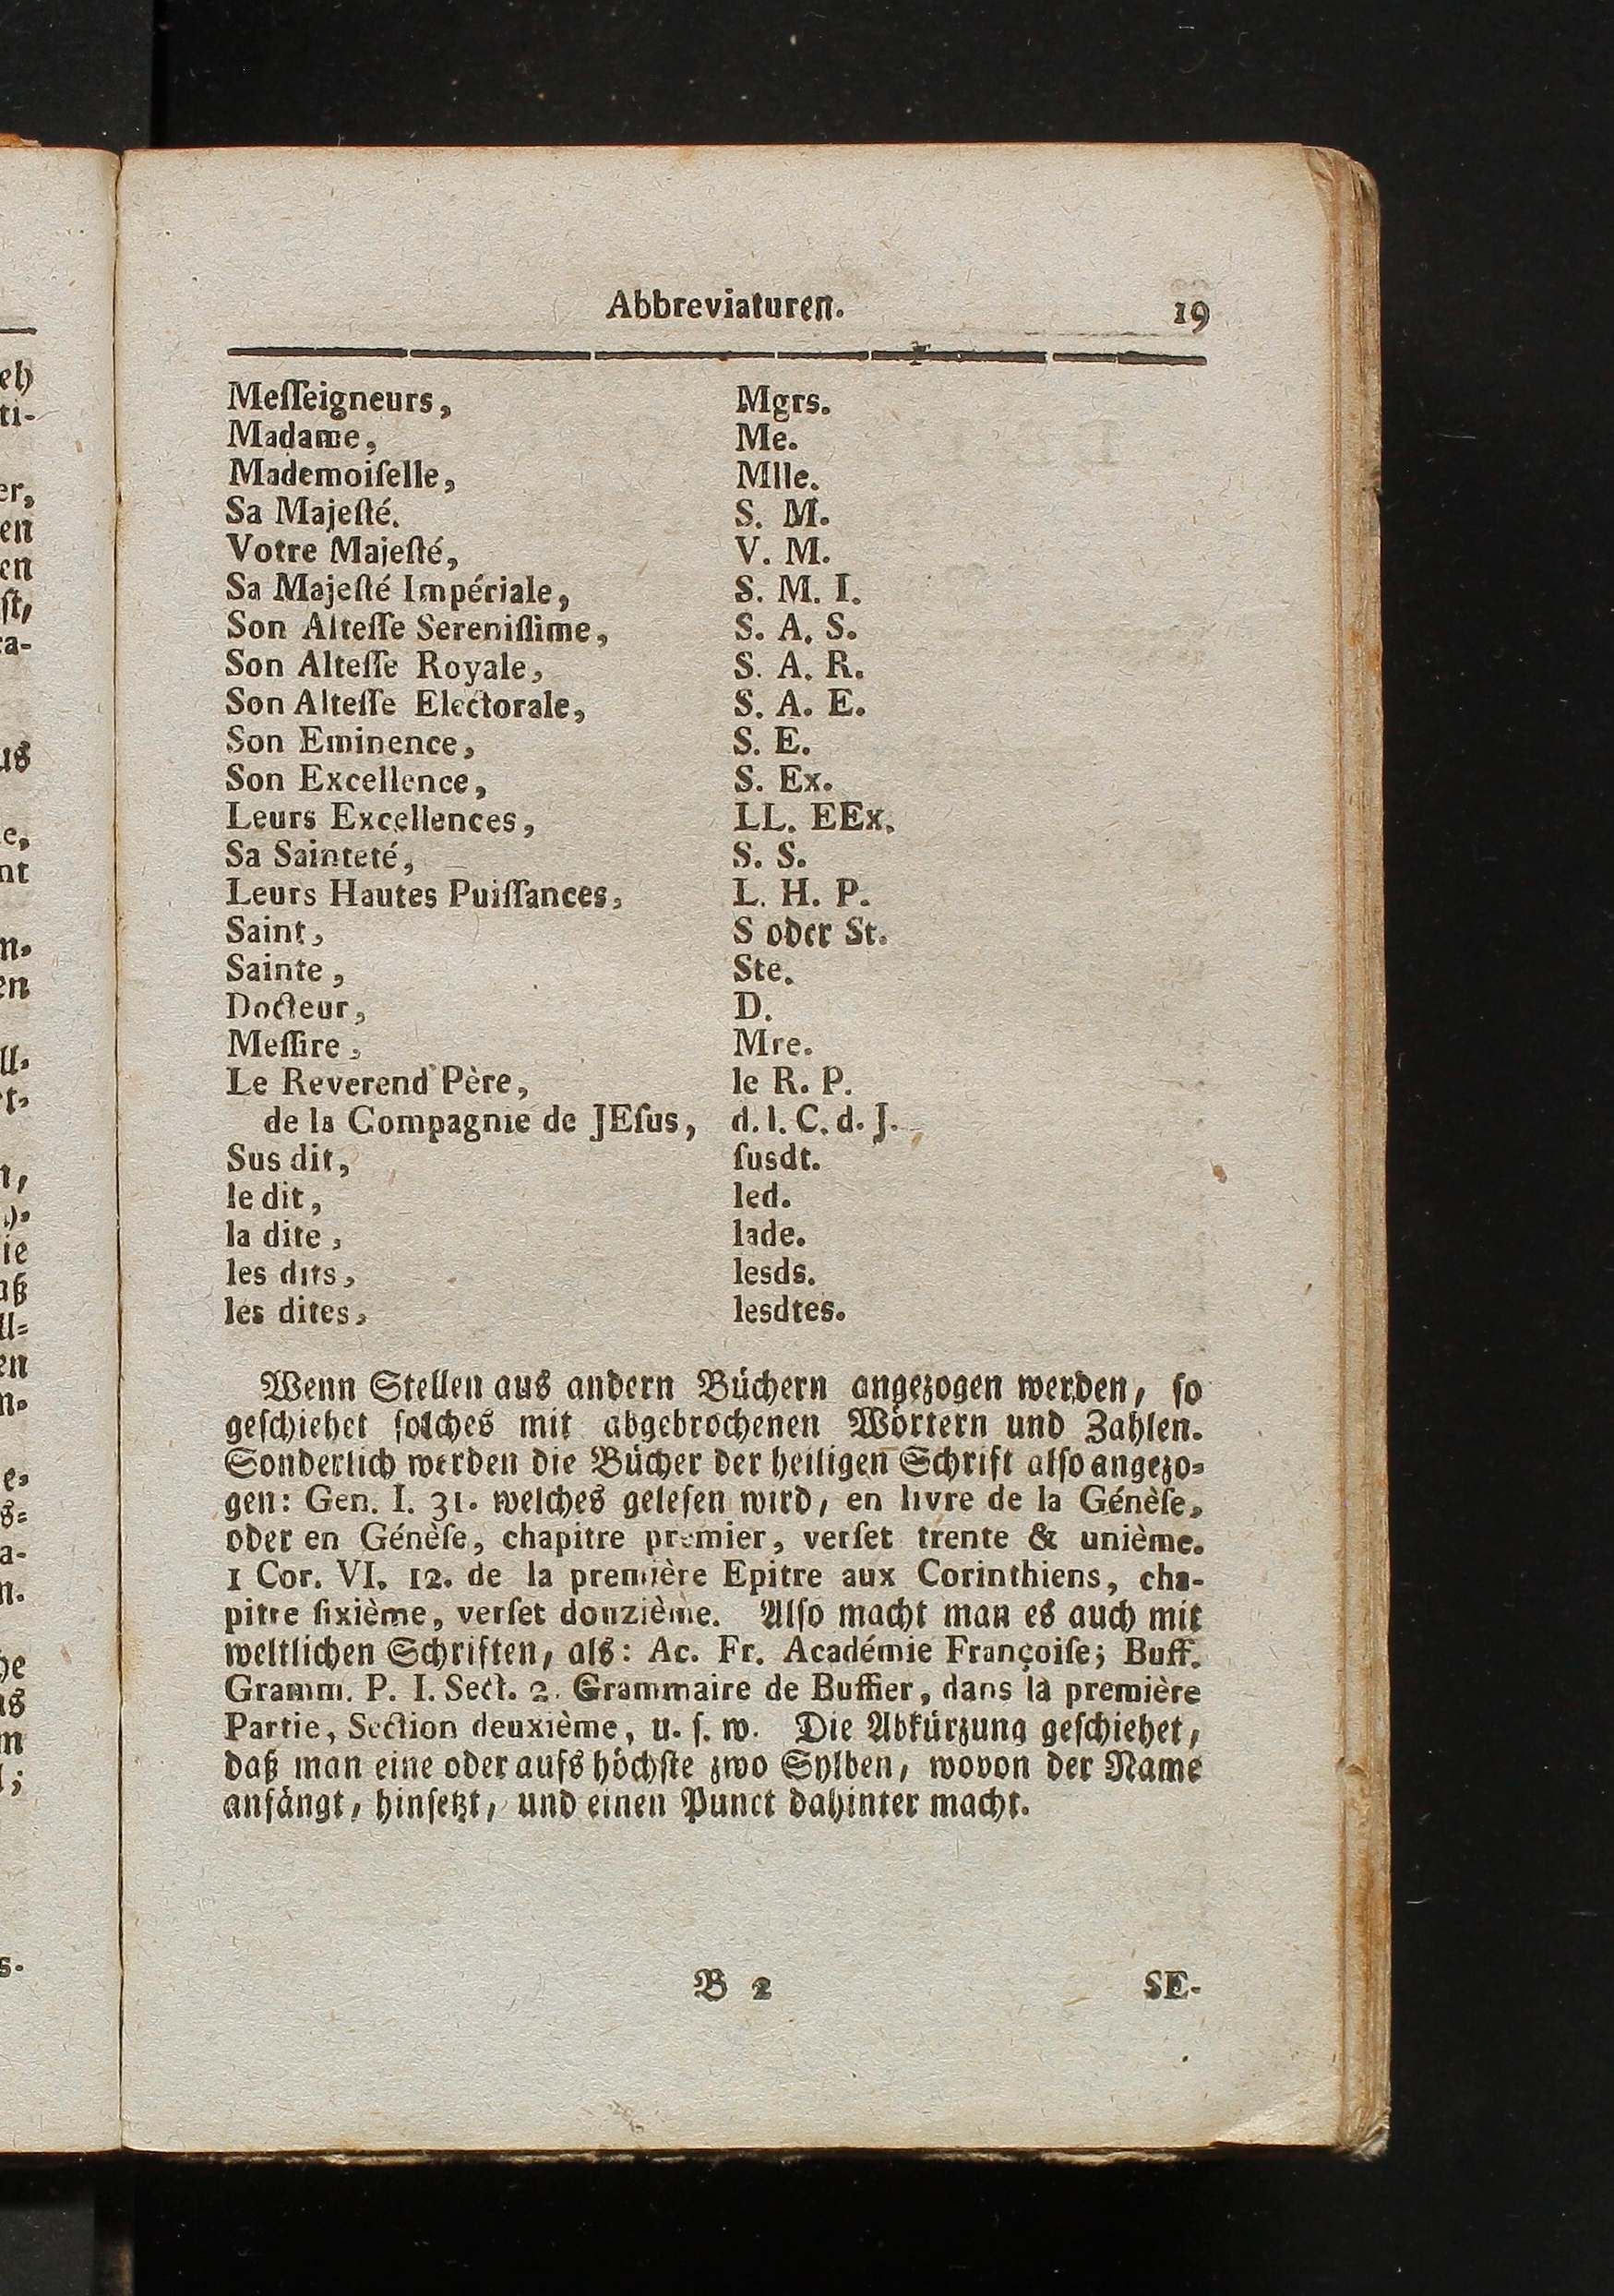 Abbreviaturen. 19
Meſſeigneurs, Mgrs.
Madame, Me.
Mademoiſelle, Mlle.
Sa Majeſté. S. M.
Votre Majeſté, V. M.
Sa Majeſté Impériale, S. M. I.
Son Alteſſe Sereniſſime, S. A. S.
Son Alteſſe Royale, S. A. R.
Son Alteſſe Electorale, S. A. E.
Son Eminence, S. E.
Son Excellence, S. Ex.
Leurs Excellences, LL. EEx.
Sa Sainteté, S. S.
Leurs Hautes Puiſſances, L. H. P.
Saint, S oder St.
Sainte, Ste.
Docteur, D.
Meſſire, Mre.
Le Reverend Père, le R. P.
de la Compagnie de JEſus, d. l. C. d. J.
Sus dit, ſusdt.
le dit, led.
la dite, lade.
les dits, lesds.
les dites, lesdtes.
Wenn Stellen aus andern Büchern angezogen werden, ſo
geſchiehet ſolches mit abgebrochenen Wörtern und Zahlen.
Sonderlich werden die Bücher der heiligen Schrift alſo angezo-
gen: Gen. I. 31. welches geleſen wird, en livre de la Génèſe,
oder en Génèſe, chapitre premier, verſet trente & unième.
1 Cor. VI. 12. de la première Epitre aux Corinthiens, cha-
pitre ſixième, verſet douzième. Alſo macht man es auch mit
weltlichen Schriften, als: Ac. Fr. Académie Françoiſe; Buff.
Gramm. P. I. Sect. 2. Grammaire de Buffier, dans la première
Partie, Section deuxième, u. ſ. w. Die Abkürzung geſchiehet,
daß man eine oder aufs höchſte zwo Sylben, wovon der Name
anfängt, hinſetzt, und einen Punct dahinter macht.
B 2 SE-